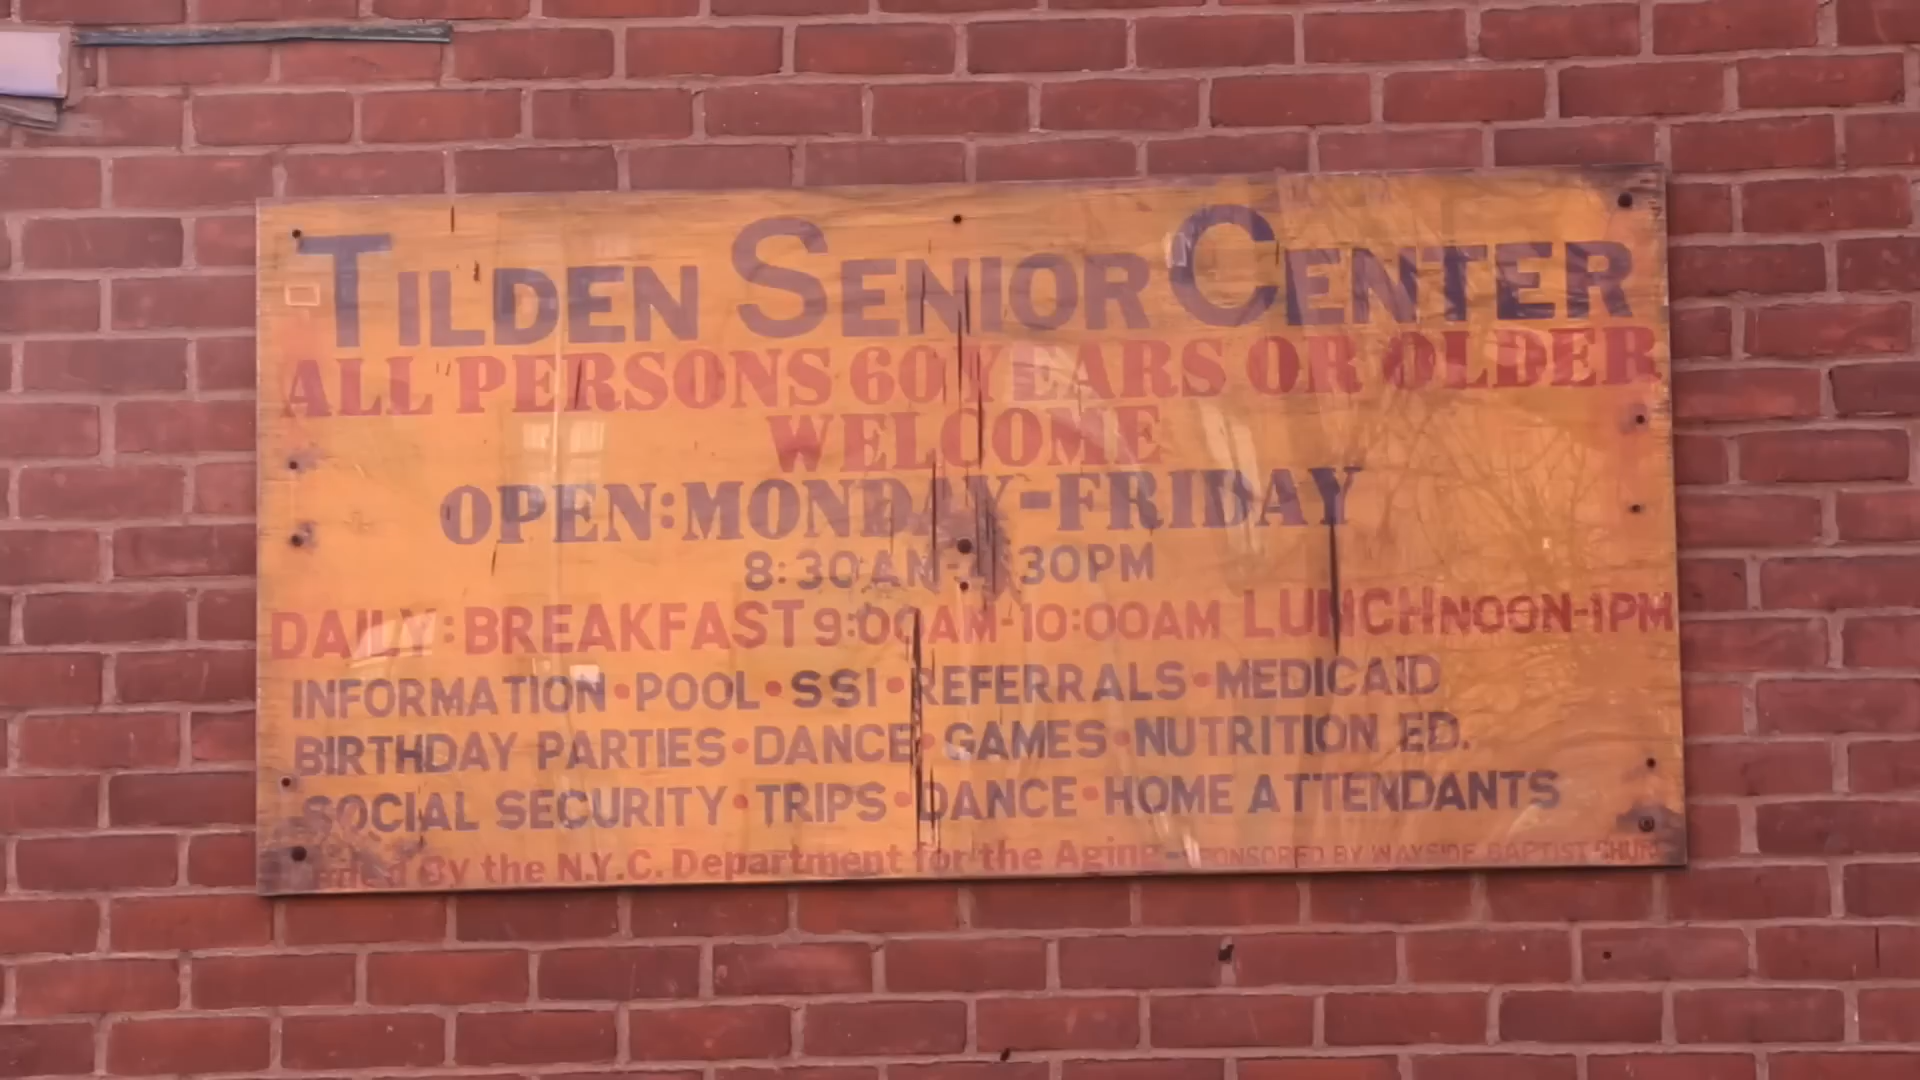 TILDEN SENIOR CENTER
ALL PERSONS 60 YEARS OR OLDER
WELCOME
OPEN:MONDAY-FRIDAY
8:30AM- 30PM
DAILY:BREAKFAST 9:00AM-10:00AM LUNCH NOON-1PM
INFORMATION•POOL•SSI•REFERRALS•MEDICAID
BIRTHDAY PARTIES•DANCE•GAMES•NUTRITION ED.
SOCIAL SECURITY•TRIPS•DANCE•HOME ATTENDANTS
By the N.Y.C. Department for the Aging- SPONSORED BY WAYSIDE BAPTIST